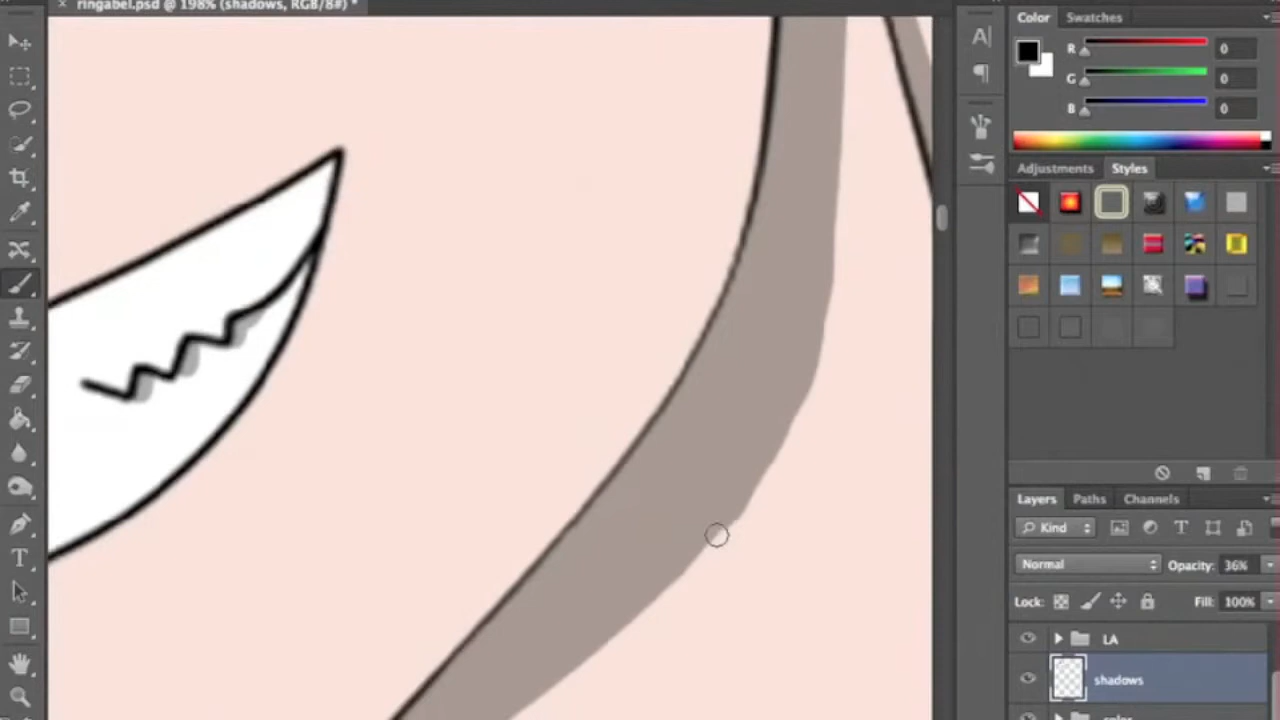 ringabel.psd @ 198% (shadows, RGB/8#) *
Color Swatches
R 0
G 0
B 0
Adjustments Styles
Layers Paths Channels
Kind
Normal Opacity: 36%
Lock: Fill: 100%
LA
shadows
color